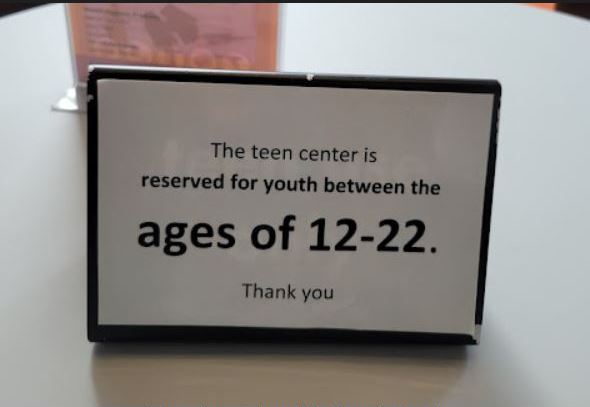 The teen center is
reserved for youth between the
ages of 12-22.
Thank you